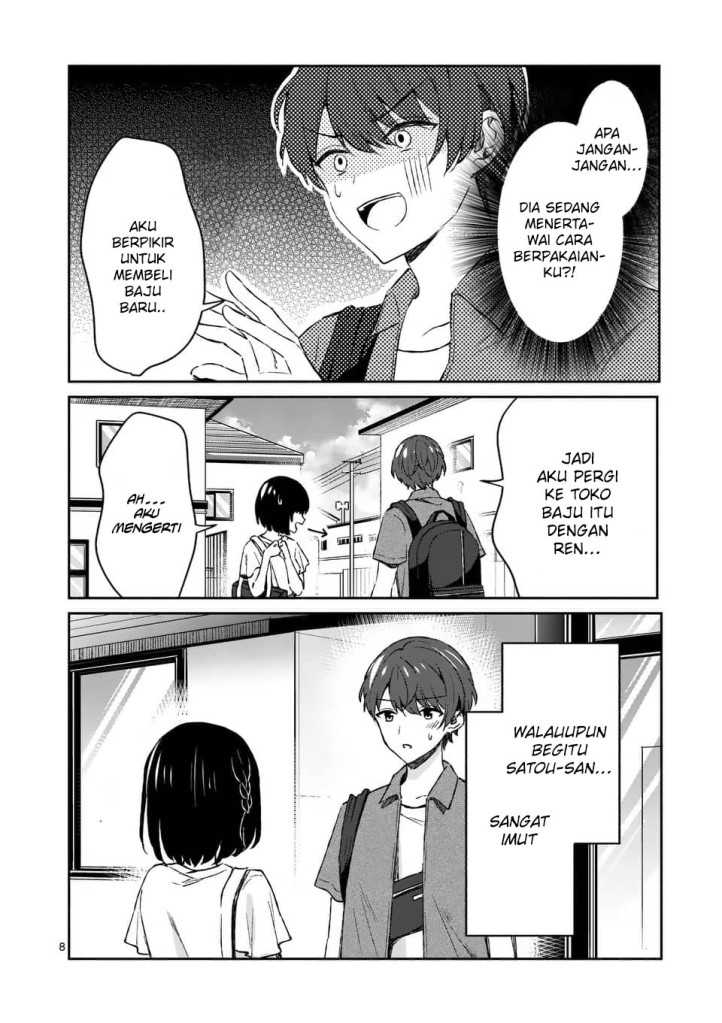 APA
JANGAN-
JANGAN...
DIA SEDANG
MENERTA-
WAI CARA
BERPAKAIAN-
KU?!
AKU
BERPIKIR
UNTUK
MEMBELI
BAJU
BARU..
JADI
AKU PERGI
KE TOKO
BAJU ITU
DENGAN
REN...
AH...
AKU
MENGERTI
WALAUUPUN
BEGITU
SATOU-SAN...
SANGAT
IMUT
8